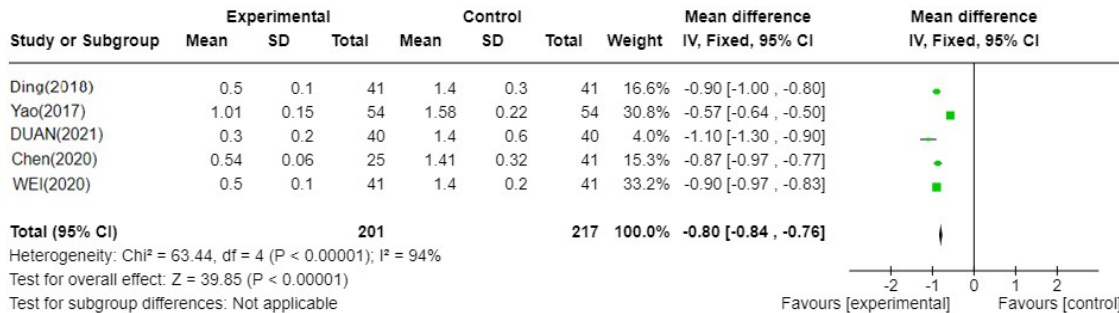 Experimental Control Mean difference Mean difference
Study or Subgroup Mean SD Total Mean SD Total Weight IV, Fixed, 95% CI IV, Fixed, 95% CI
Ding(2018) 0.5 0.1 41 1.4 0.3 41 16.6% -0.90 [-1.00 , -0.80]
Yao(2017) 1.01 0.15 54 1.58 0.22 54 30.8% -0.57 [-0.64 , -0.50]
DUAN(2021) 0.3 0.2 40 1.4 0.6 40 4.0% -1.10 [-1.30 , -0.90]
Chen(2020) 0.54 0.06 25 1.41 0.32 41 15.3% -0.87 [-0.97 , -0.77]
WEI(2020) 0.5 0.1 41 1.4 0.2 41 33.2% -0.90 [-0.97 , -0.83]
Total (95% CI) 201 217 100.0% -0.80 [-0.84 , -0.76]
Heterogeneity: Chi² = 63.44, df = 4 (P < 0.00001); I² = 94%
Test for overall effect: Z = 39.85 (P < 0.00001)
-2 -1 0 1 2
Test for subgroup differences: Not applicable
Favours [experimental] Favours [control]